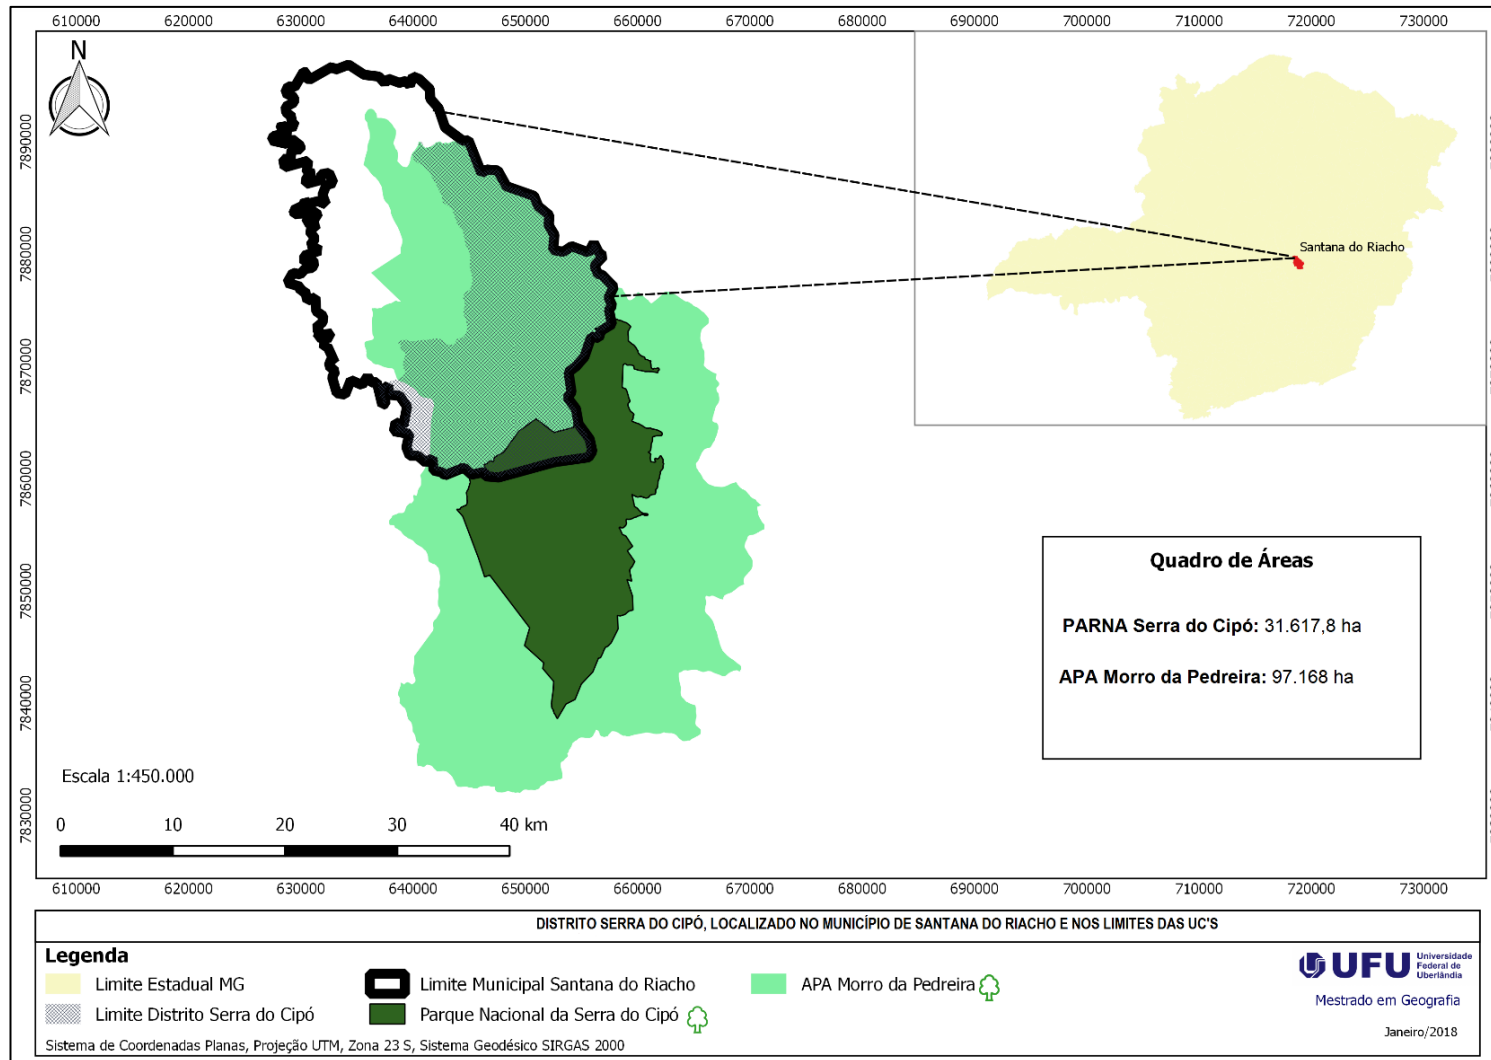 610000 620000 630000 640000 650000 660000 670000 680000 690000 700000 710000 720000 730000
N
7890000
7880000
7870000
7860000
7850000
7840000
7830000
Santana do Riacho
Quadro de Áreas
PARNA Serra do Cipó: 31.617,8 ha
APA Morro da Pedreira: 97.168 ha
Escala 1:450.000
0 10 20 30 40 km
610000 620000 630000 640000 650000 660000 670000 680000 690000 700000 710000 720000 730000
DISTRITO SERRA DO CIPÓ, LOCALIZADO NO MUNICÍPIO DE SANTANA DO RIACHO E NOS LIMITES DAS UC'S
Legenda
Limite Estadual MG
Limite Municipal Santana do Riacho
APA Morro da Pedreira
Limite Distrito Serra do Cipó
Parque Nacional da Serra do Cipó
Sistema de Coordenadas Planas, Projeção UTM, Zona 23 S, Sistema Geodésico SIRGAS 2000
UFU
Universidade
Federal de
Uberlândia
Mestrado em Geografia
Janeiro/2018